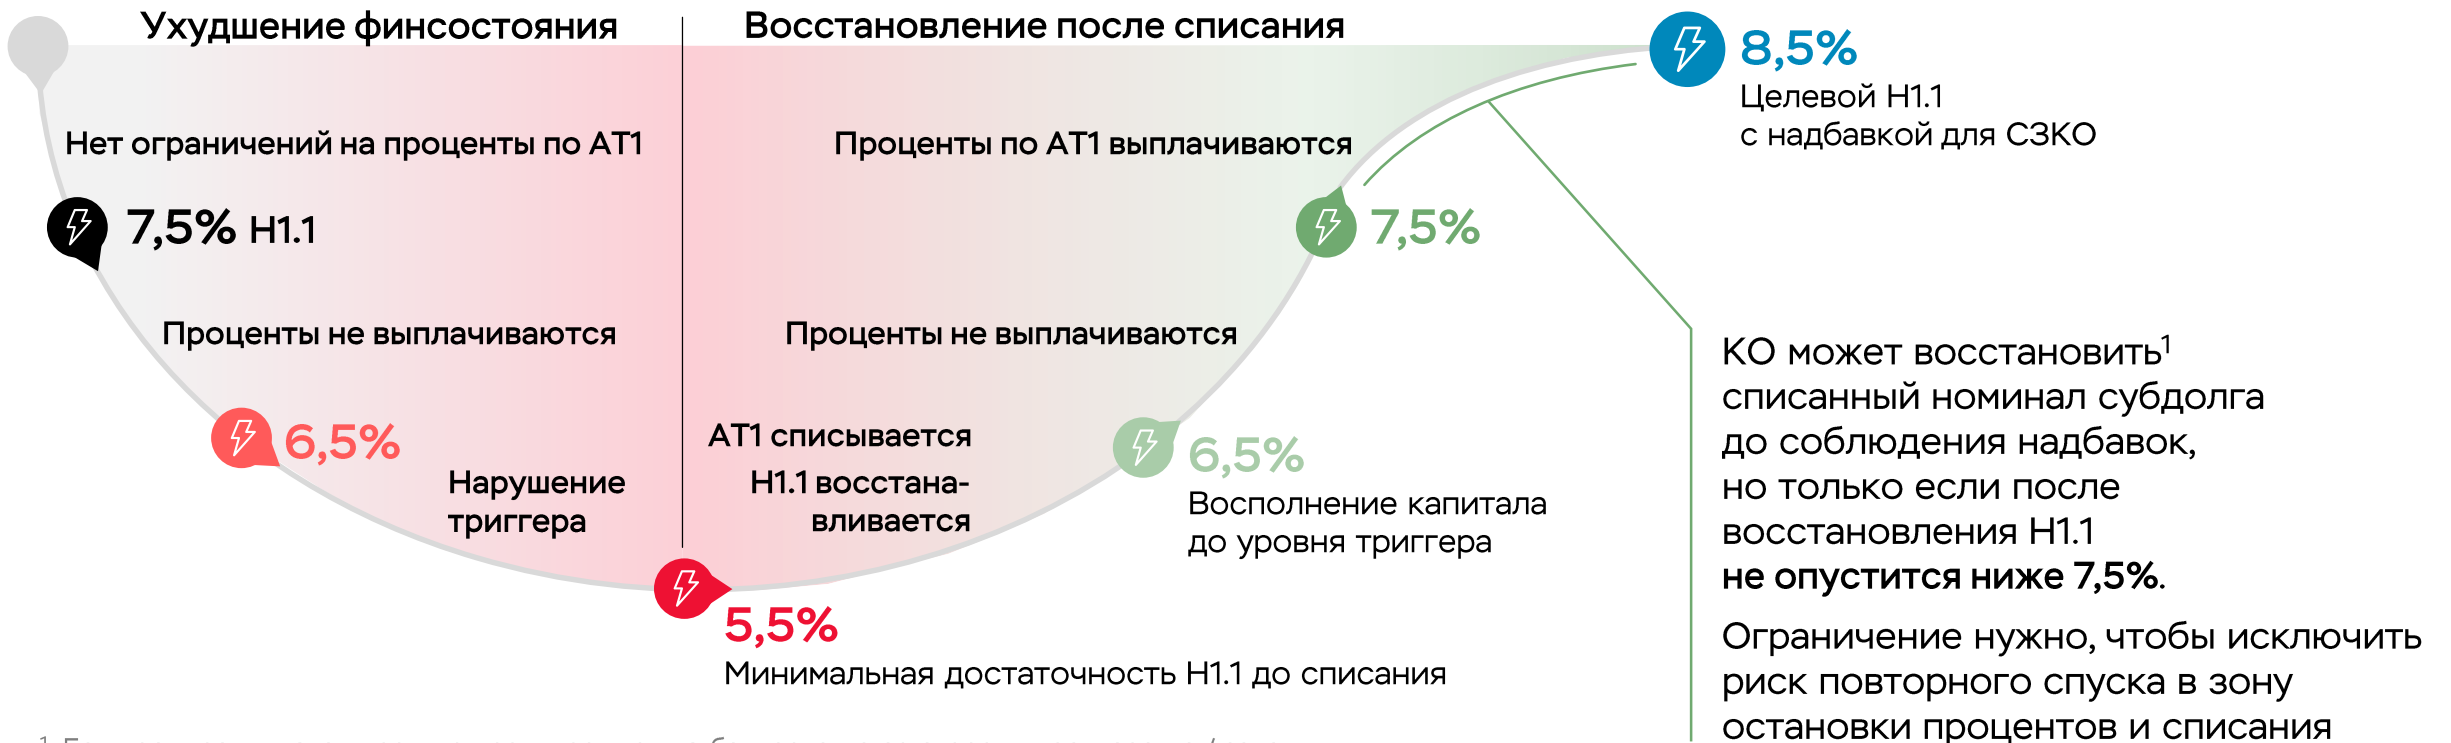 Ухудшение финсостояния
Восстановление после списания
8,5%
Целевой Н1.1
с надбавкой для СЗКО
Нет ограничений на проценты по АТ1
Проценты по АТ1 выплачиваются
7,5% Н1.1
7,5%
Проценты не выплачиваются
Проценты не выплачиваются
6,5%
Нарушение
триггера
АТ1 списывается
Н1.1 восстана-
вливается
6,5%
Восполнение капитала
до уровня триггера
5,5%
Минимальная достаточность Н1.1 до списания
КО может восстановить¹
списанный номинал субдолга
до соблюдения надбавок,
но только если после
восстановления Н1.1
не опустится ниже 7,5%.
Ограничение нужно, чтобы исключить
риск повторного спуска в зону
остановки процентов и списания